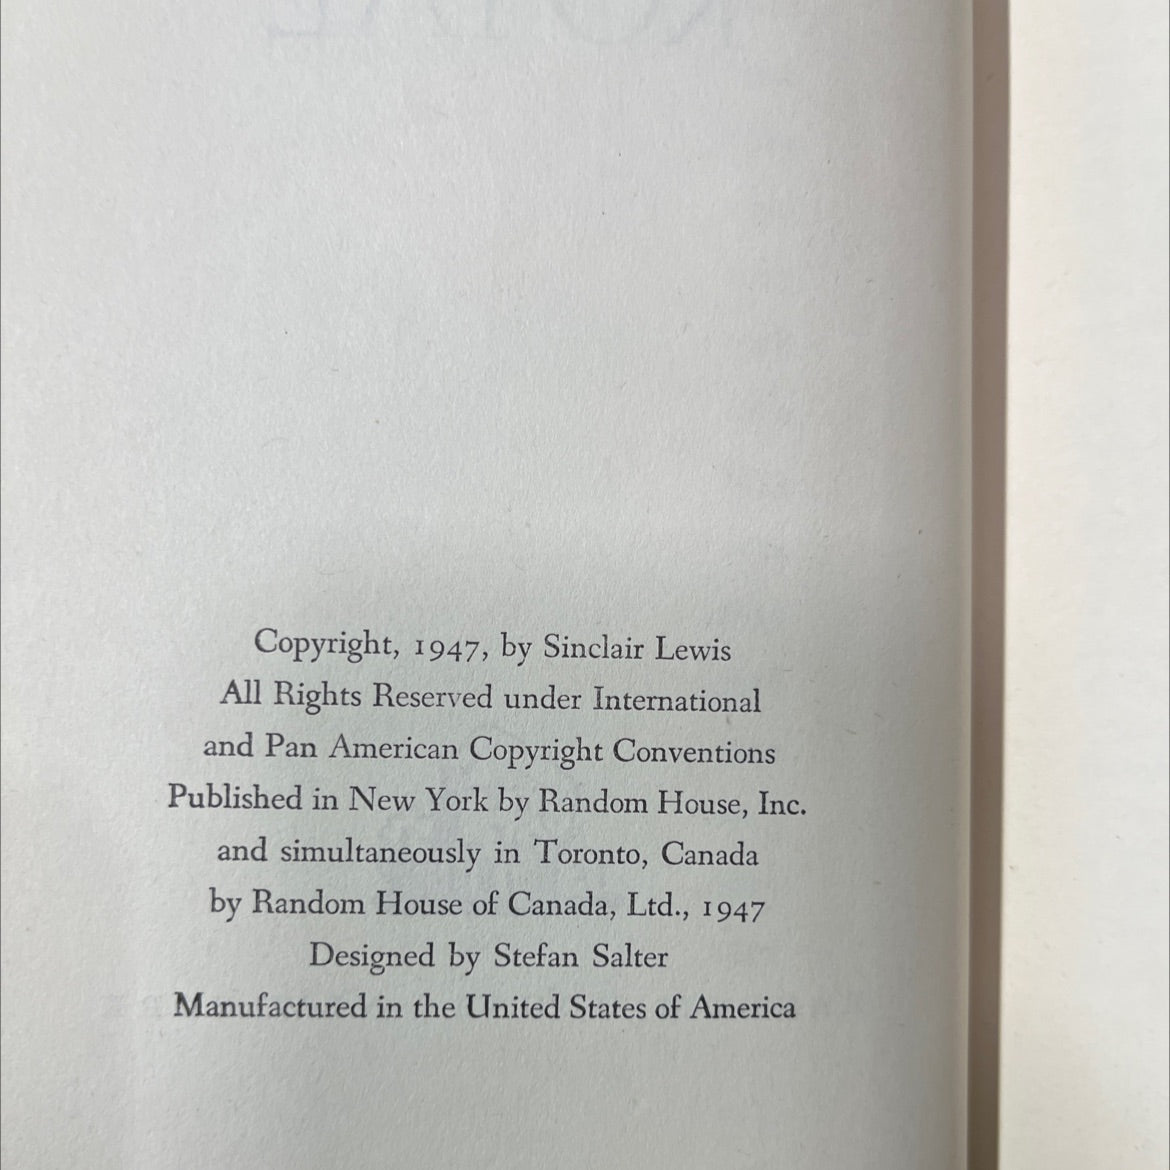 Copyright, 1947, by Sinclair Lewis
All Rights Reserved under International
and Pan American Copyright Conventions
Published in New York by Random House, Inc.
and simultaneously in Toronto, Canada
by Random House of Canada, Ltd., 1947
Designed by Stefan Salter
Manufactured in the United States of America